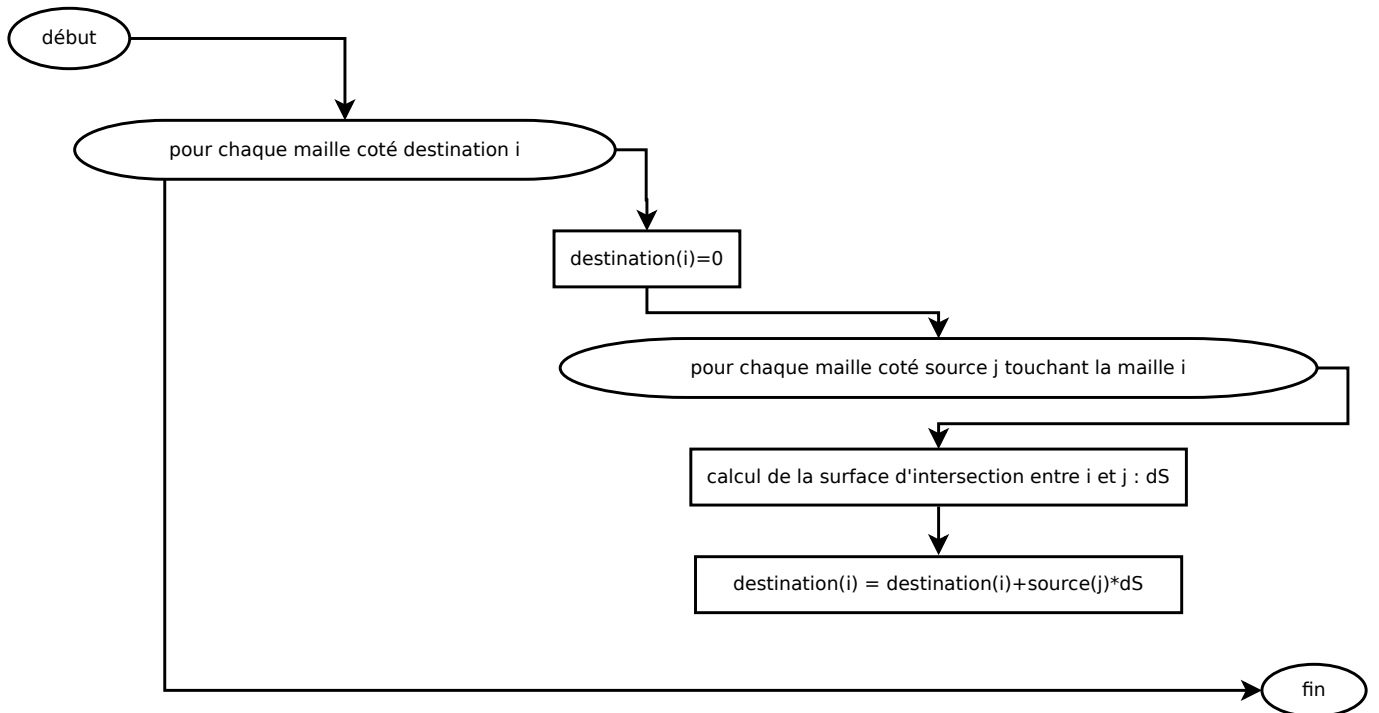 début
pour chaque maille coté destination i
destination(i)=0
pour chaque maille coté source j touchant la maille i
calcul de la surface d'intersection entre i et j : dS
destination(i) = destination(i)+source(j)*dS
fin